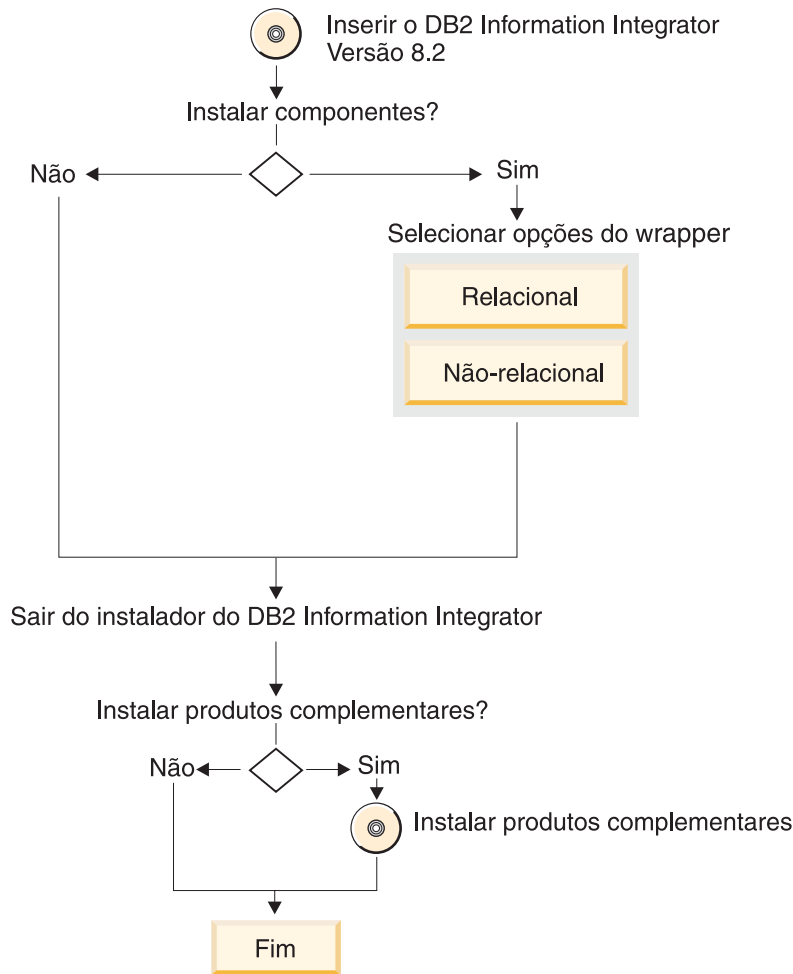 Inserir o DB2 Information Integrator
Versão 8.2
Instalar componentes?
Não
Sim
Selecionar opções do wrapper
Relacional
Não-relacional
Sair do instalador do DB2 Information Integrator
Instalar produtos complementares?
Não
Sim
Instalar produtos complementares
Fim